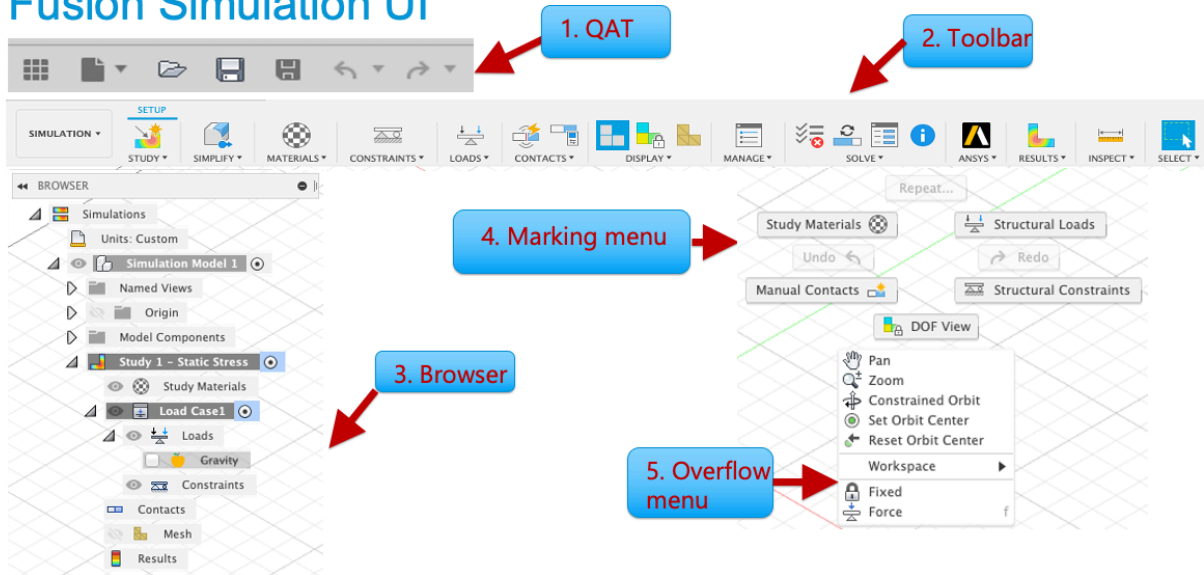 Fusion Simulation UI
1. QAT
2. Toolbar
SETUP
SIMULATION
STUDY
SIMPLIFY
MATERIALS
CONSTRAINTS
LOADS
CONTACTS
DISPLAY
MANAGE
SOLVE
ANSYS
RESULTS
INSPECT
SELECT
BROWSER
Simulations
Units: Custom
Simulation Model 1
Named Views
Origin
Model Components
Study 1 - Static Stress
Study Materials
Load Case1
Loads
Gravity
Constraints
Contacts
Mesh
Results
3. Browser
4. Marking menu
Repeat...
Study Materials
Structural Loads
Undo
Redo
Manual Contacts
Structural Constraints
DOF View
5. Overflow
menu
Pan
Zoom
Constrained Orbit
Set Orbit Center
Reset Orbit Center
Workspace
Fixed
Force f